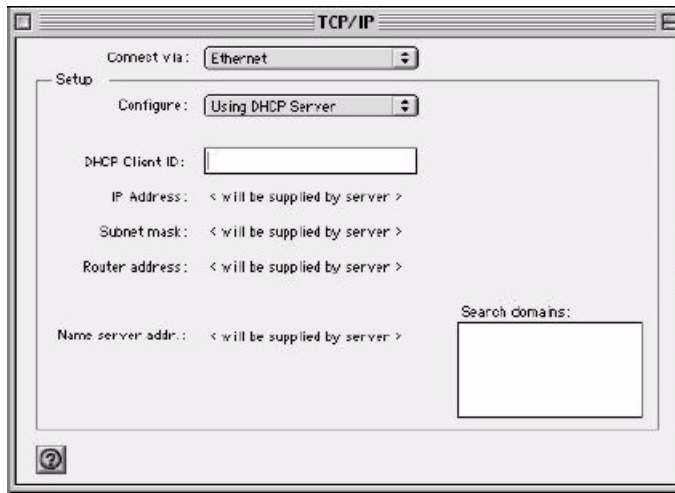 TCP/IP
Connect via: Ethernet
Setup
Configure: Using DHCP Server
DHCP Client ID:
IP Address: < will be supplied by server >
Subnet mask: < will be supplied by server >
Router address: < will be supplied by server >
Search domains:
Name server addr.: < will be supplied by server >
?